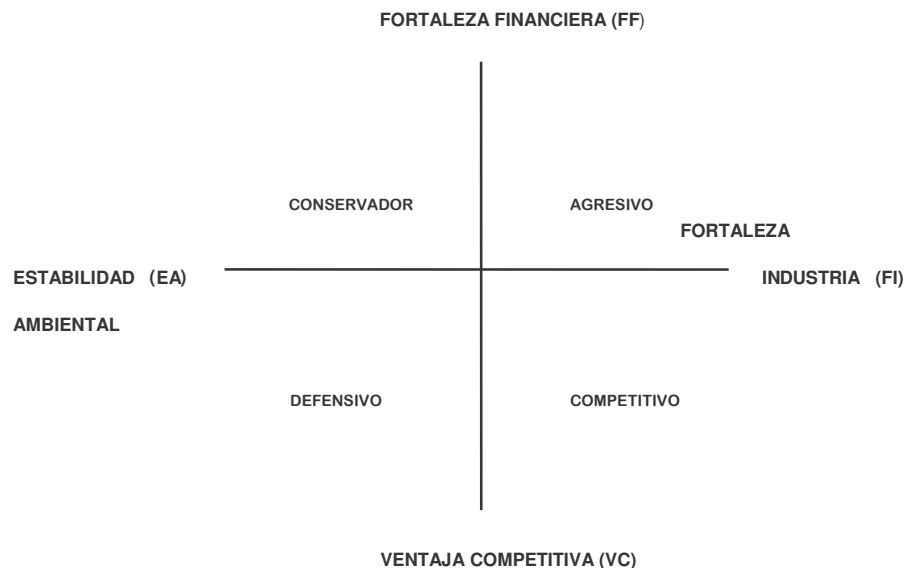 FORTALEZA FINANCIERA (FF)
CONSERVADOR
AGRESIVO
FORTALEZA
ESTABILIDAD (EA)
INDUSTRIA (FI)
AMBIENTAL
DEFENSIVO
COMPETITIVO
VENTAJA COMPETITIVA (VC)